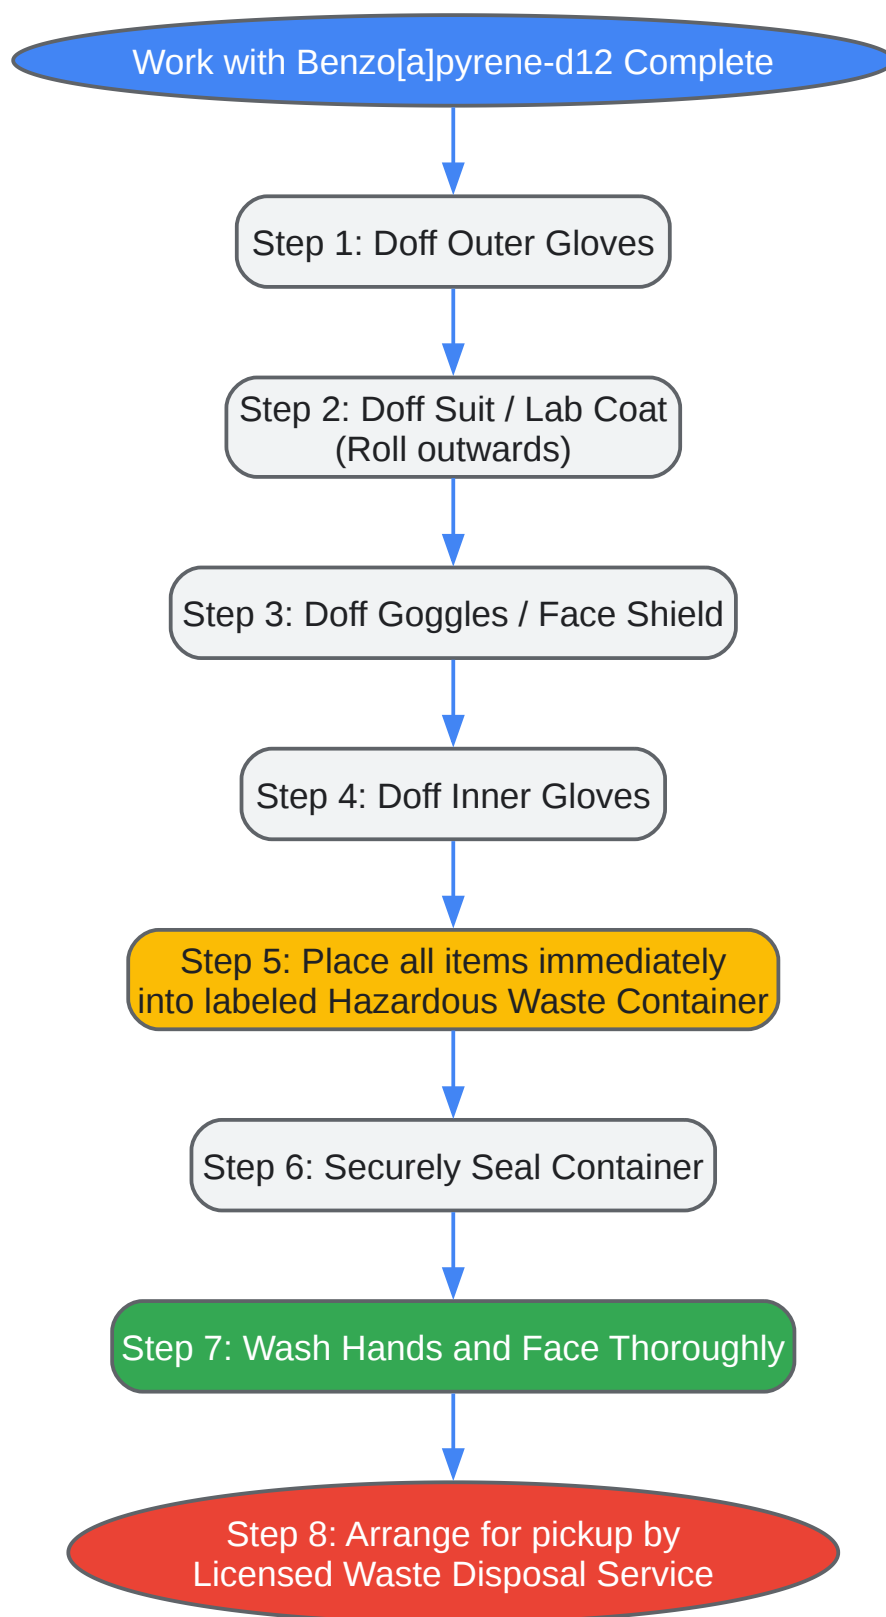 Work with Benzo[a]pyrene-d12 Complete
Step 1: Doff Outer Gloves
Step 2: Doff Suit / Lab Coat
(Roll outwards)
Step 3: Doff Goggles / Face Shield
Step 4: Doff Inner Gloves
Step 5: Place all items immediately
into labeled Hazardous Waste Container
Step 6: Securely Seal Container
Step 7: Wash Hands and Face Thoroughly
Step 8: Arrange for pickup by
Licensed Waste Disposal Service